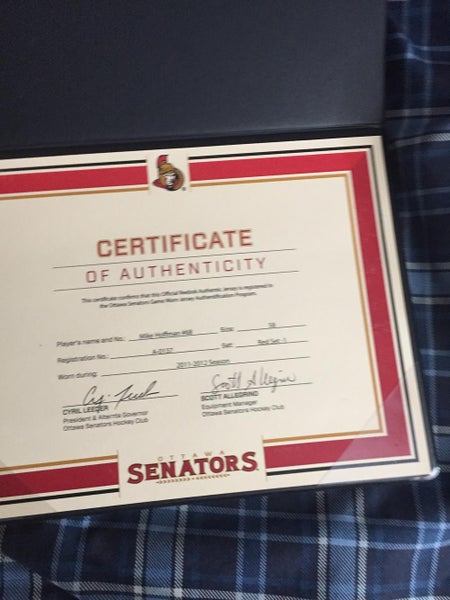 CERTIFICATE
OF AUTHENTICITY
This certificate confirms that this Official Reebok Authentic Jersey is registered in
the Ottawa Senators Game Worn Jersey Authentification Program.
Player's name and No.: Mike Hoffman #68 Size: 58
Registration No.: A-0137 Set: Red Set -1
Worn during: 2011-2012 Season
CYRIL LEEDER SCOTT ALLEGRINO
President & Alternate Governor Equipment Manager
Ottawa Senators Hockey Club Ottawa Senators Hockey Club
OTTAWA
SENATORS